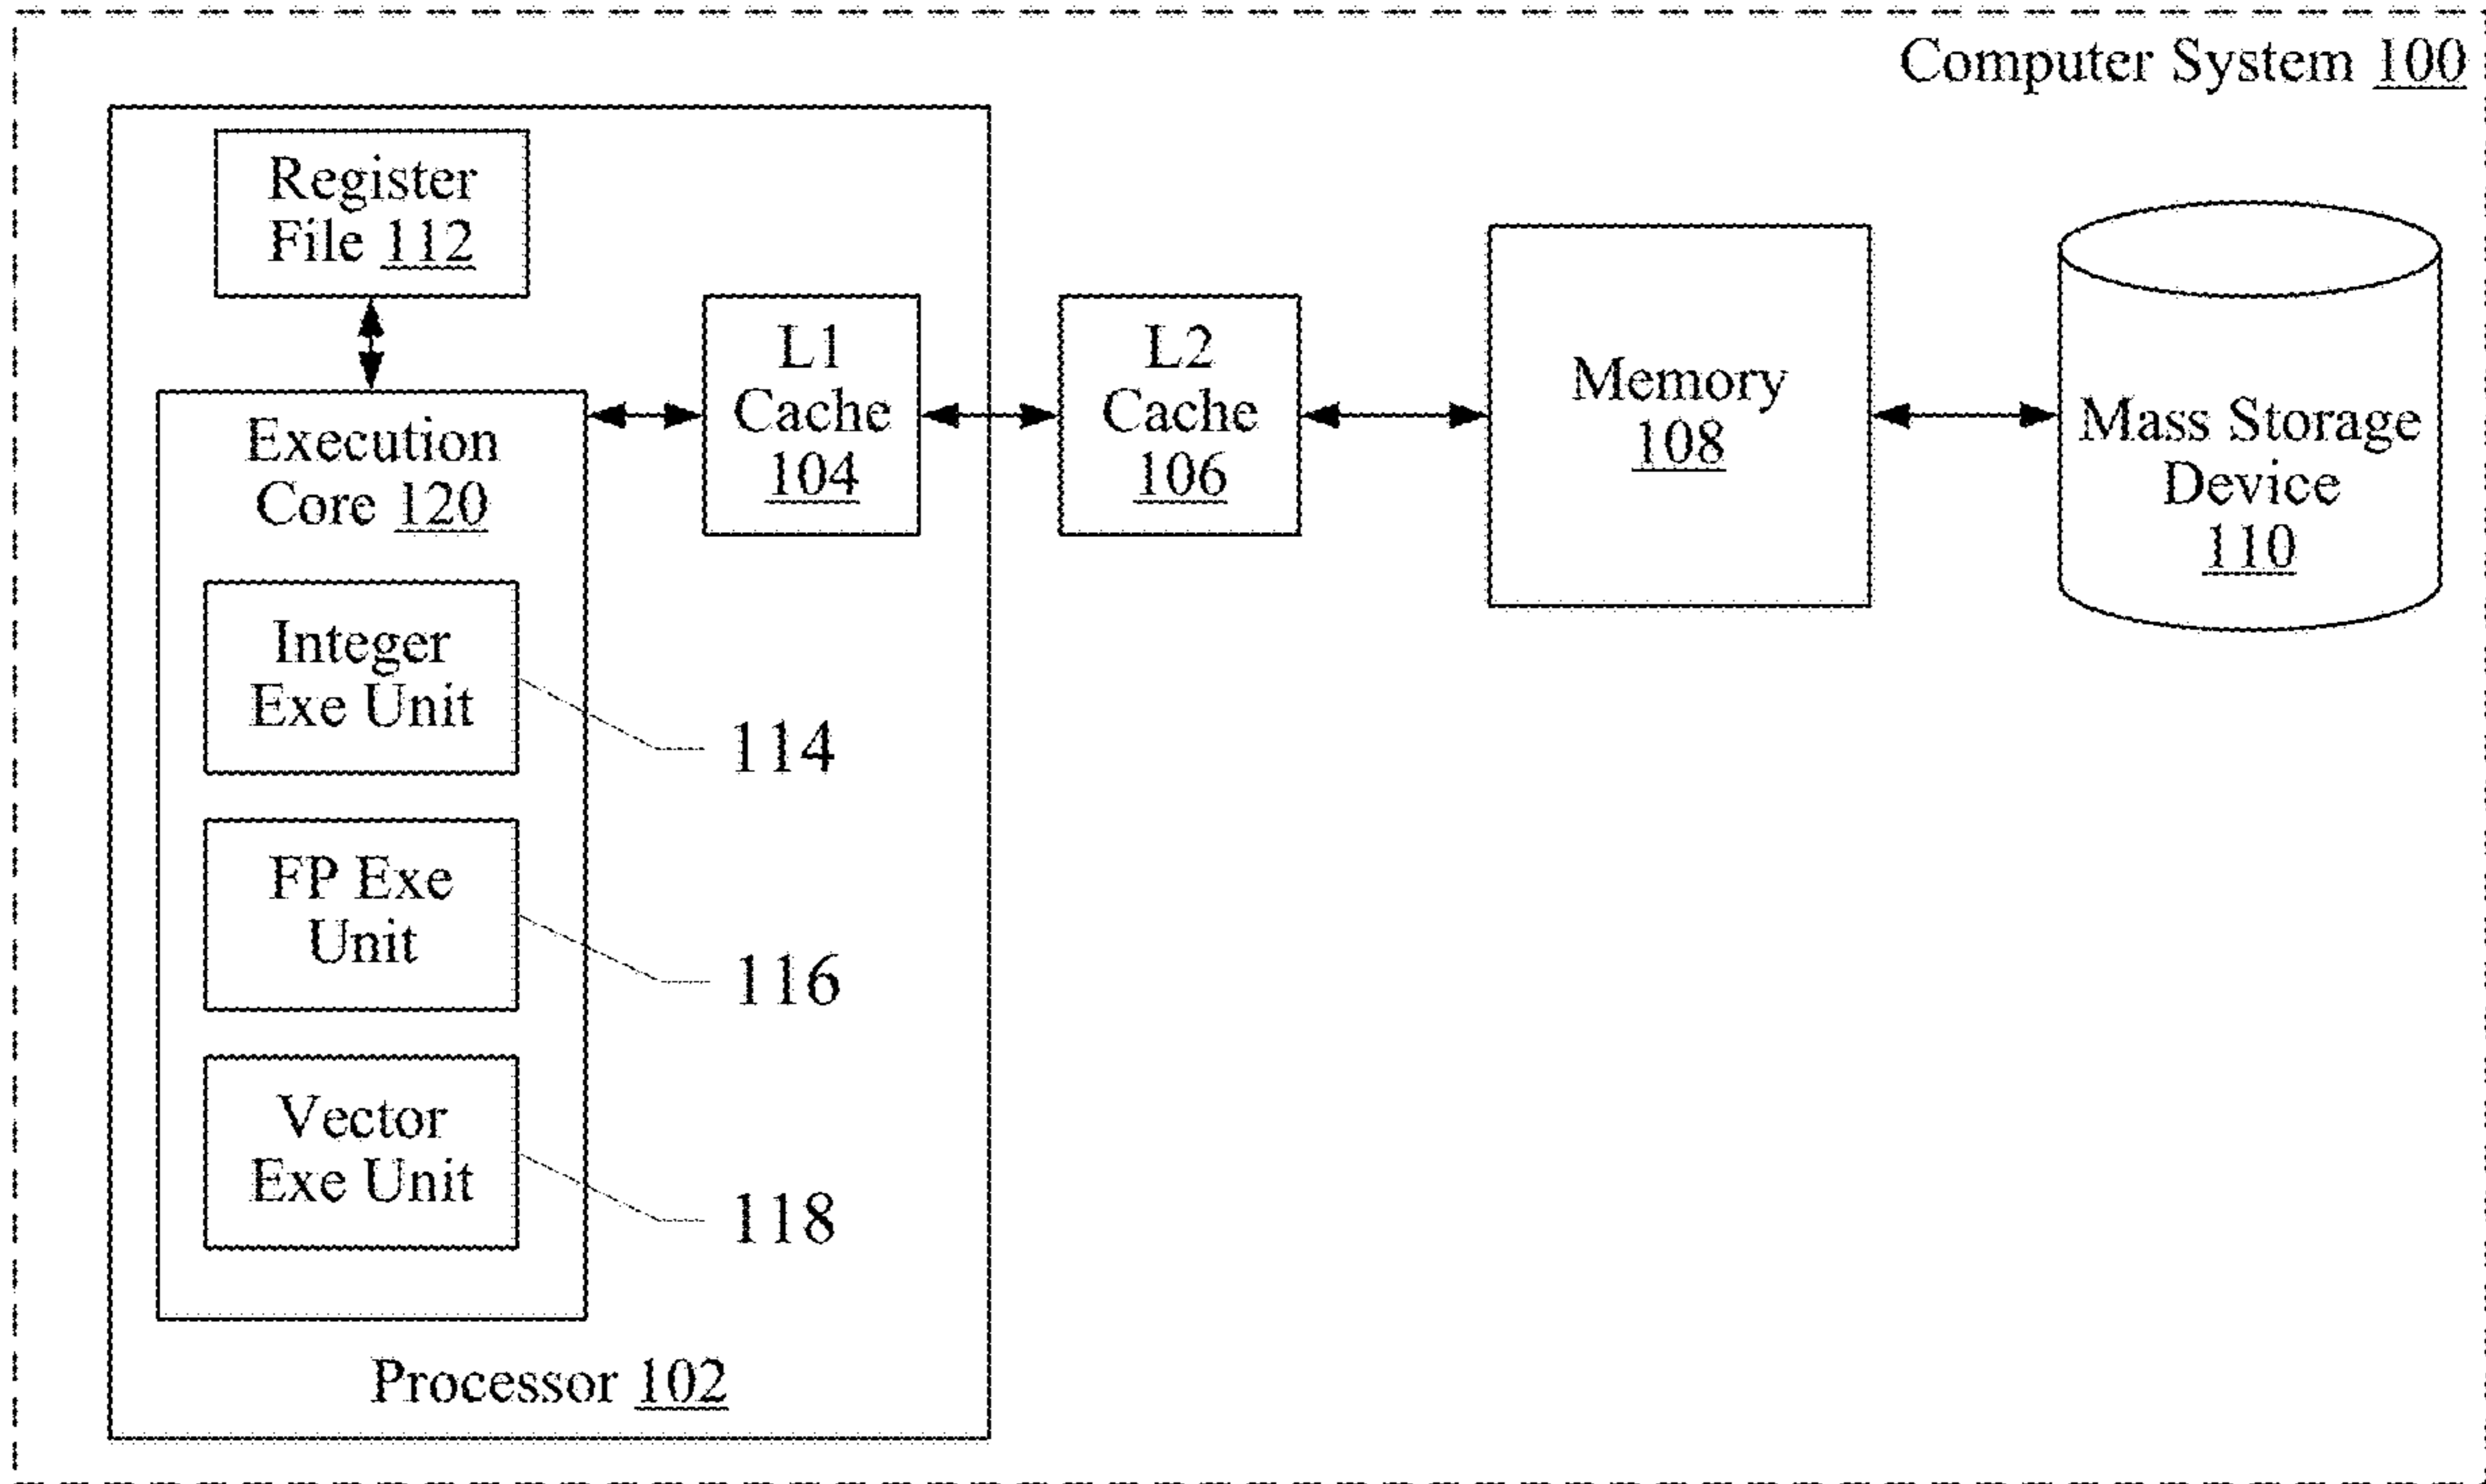 Computer System 100
Register
File 112
L1
Cache
104
L2
Cache
106
Memory
108
Mass Storage
Device
110
Execution
Core 120
Integer
Exe Unit
114
FP Exe
Unit
116
Vector
Exe Unit
118
Processor 102